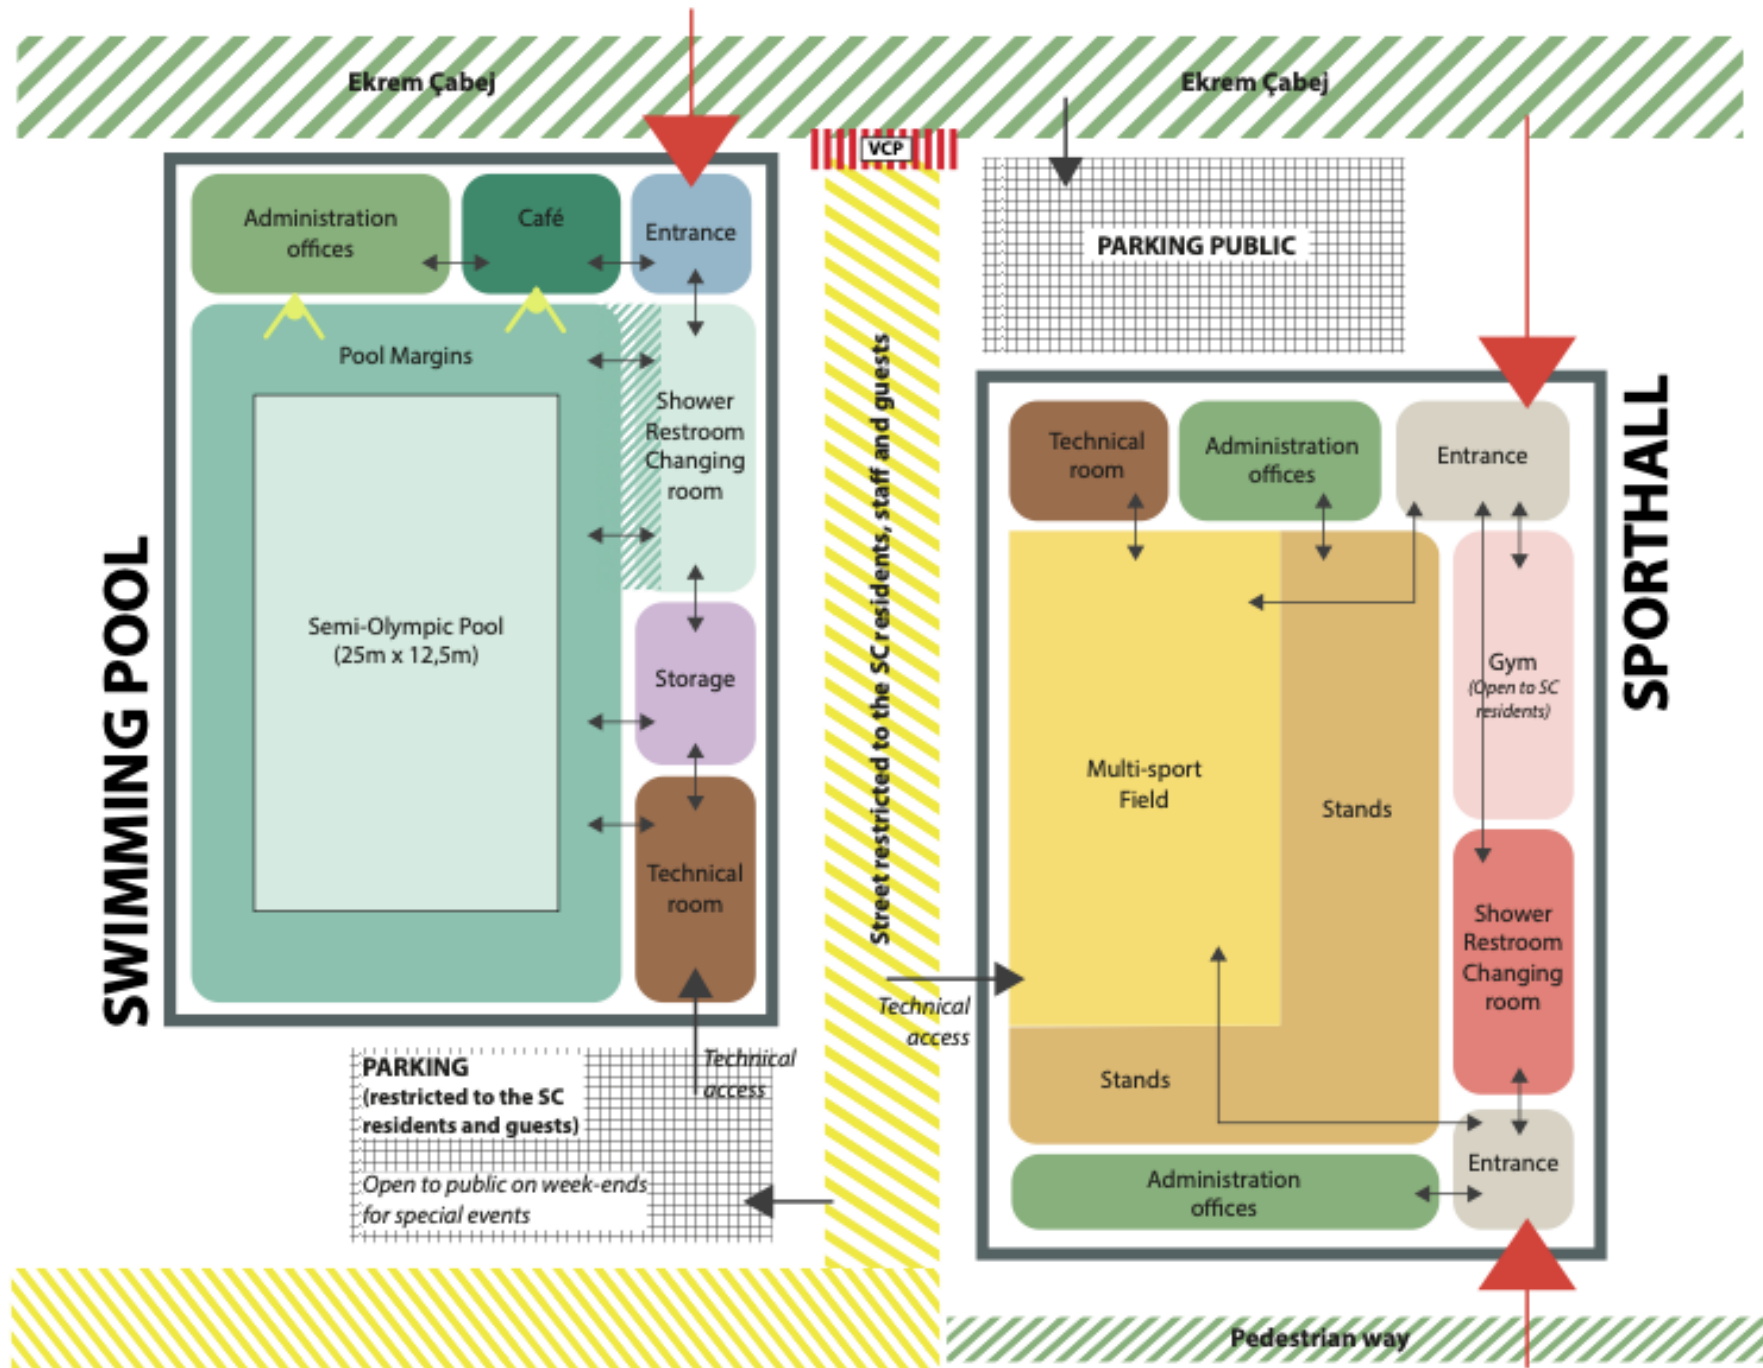 Ekrem Çabej
Ekrem Çabej
VCP
SWIMMING POOL
Administration
offices
Café
Entrance
Pool Margins
Shower
Restroom
Changing
room
Semi-Olympic Pool
(25m x 12,5m)
Storage
Technical
room
Technical
access
PARKING
(restricted to the SC
residents and guests)
Open to public on week-ends
for special events
Street restricted to the SC residents, staff and guests
PARKING PUBLIC
SPORTHALL
Technical
room
Administration
offices
Entrance
Gym
(Open to SC
residents)
Multi-sport
Field
Stands
Shower
Restroom
Changing
room
Technical
access
Stands
Entrance
Administration
offices
Pedestrian way